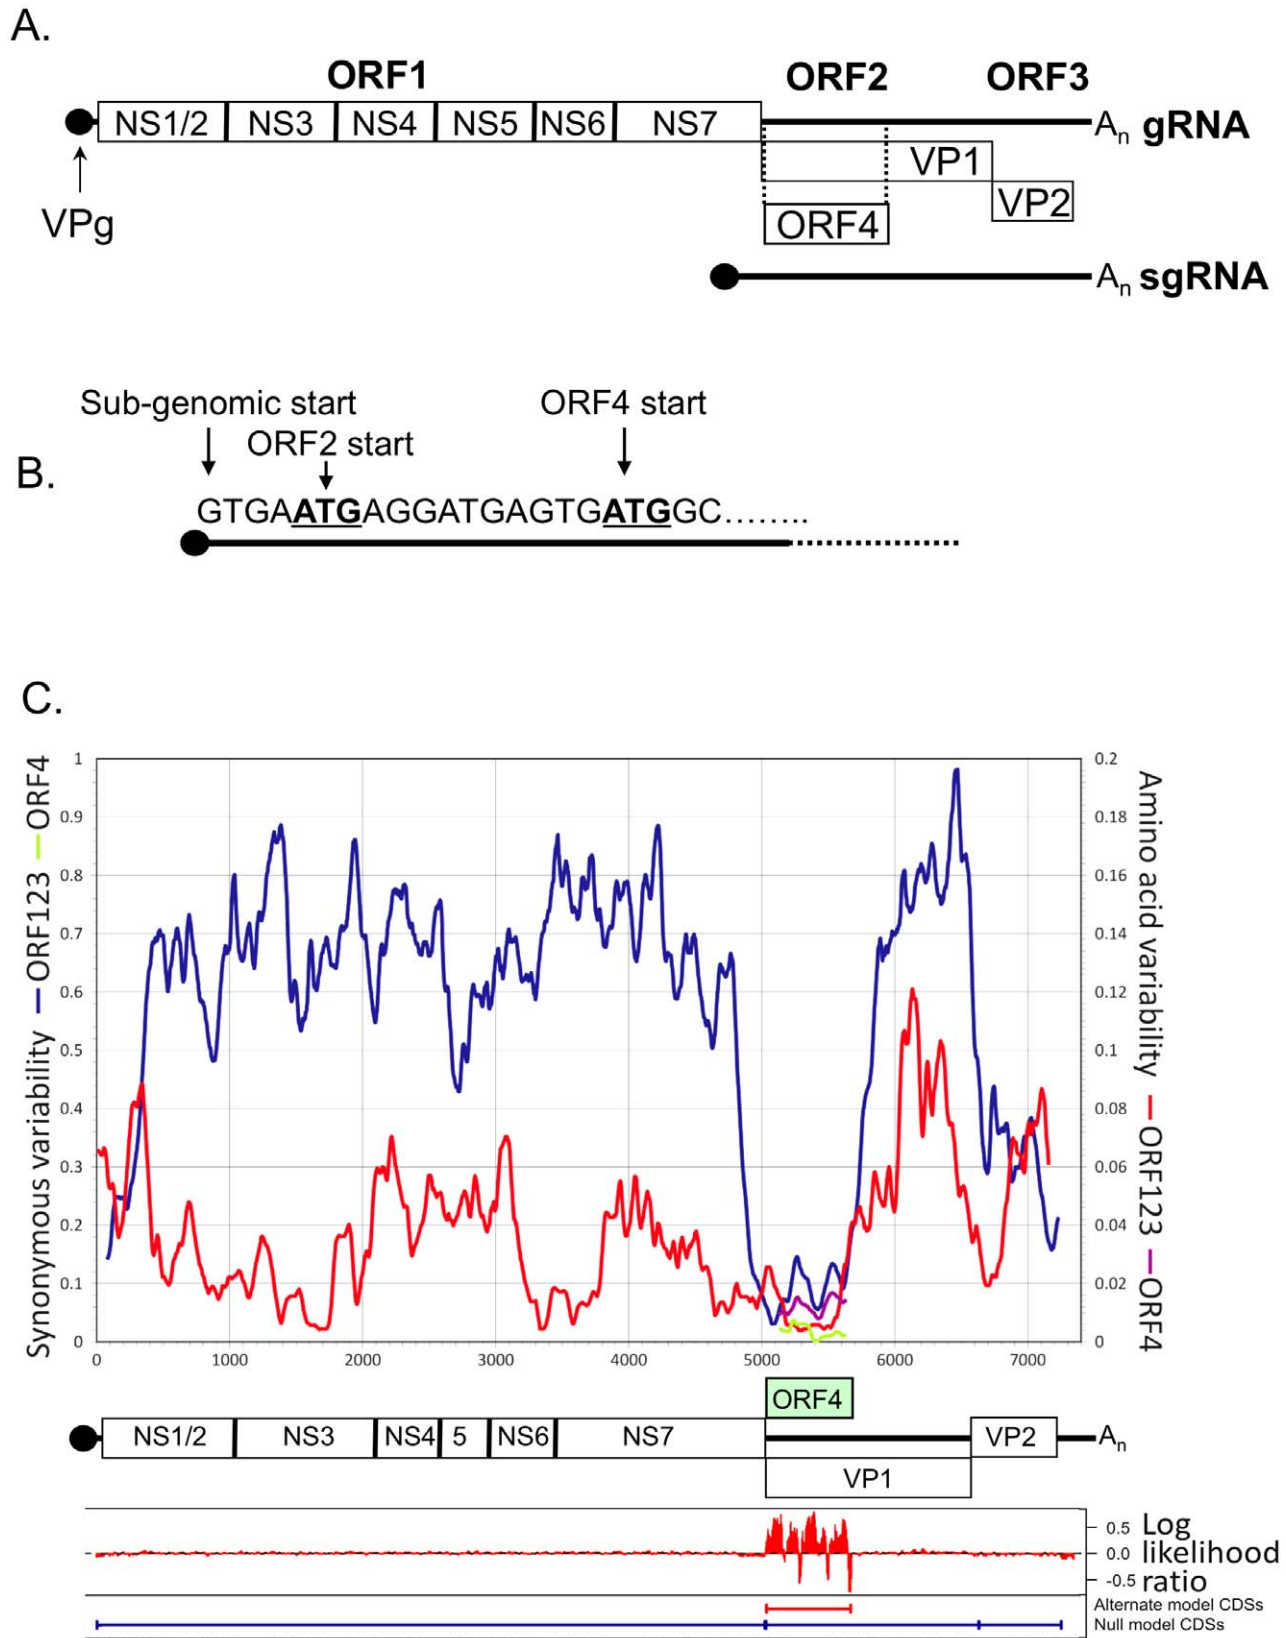 A.
ORF1 ORF2 ORF3
NS1/2 NS3 NS4 NS5 NS6 NS7 An gRNA
VP1
VPg VP2
ORF4
An sgRNA
Sub-genomic start ORF4 start
ORF2 start
B.
GTGAATGAGGATGAGTGATGGC........
C.
Synonymous variability — ORF123 — ORF4
1
0.9
0.8
0.7
0.6
0.5
0.4
0.3
0.2
0.1
0
0.2
0.18
0.16
0.14
0.12
0.1
0.08
0.06
0.04
0.02
0
Amino acid variability — ORF123 — ORF4
0 1000 2000 3000 4000 5000 6000 7000
ORF4
NS1/2 NS3 NS4 5 NS6 NS7 VP2 An
VP1
0.5 Log
0.0 likelihood
-0.5 ratio
Alternate model CDSs
Null model CDSs